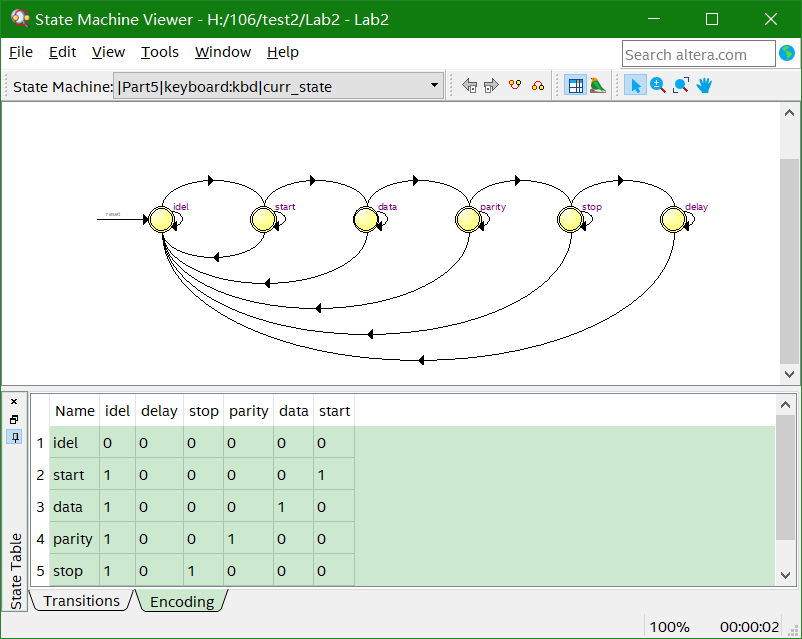 State Machine Viewer - H:/106/test2/Lab2 - Lab2
File Edit View Tools Window Help
Search altera.com
State Machine: |Part5|keyboard:kbd|curr_state
reset idel start data parity stop delay
Name idel delay stop parity data start
1 idel 0 0 0 0 0 0
2 start 1 0 0 0 0 1
3 data 1 0 0 0 1 0
4 parity 1 0 0 1 0 0
5 stop 1 0 1 0 0 0
State Table
Transitions Encoding
100% 00:00:02